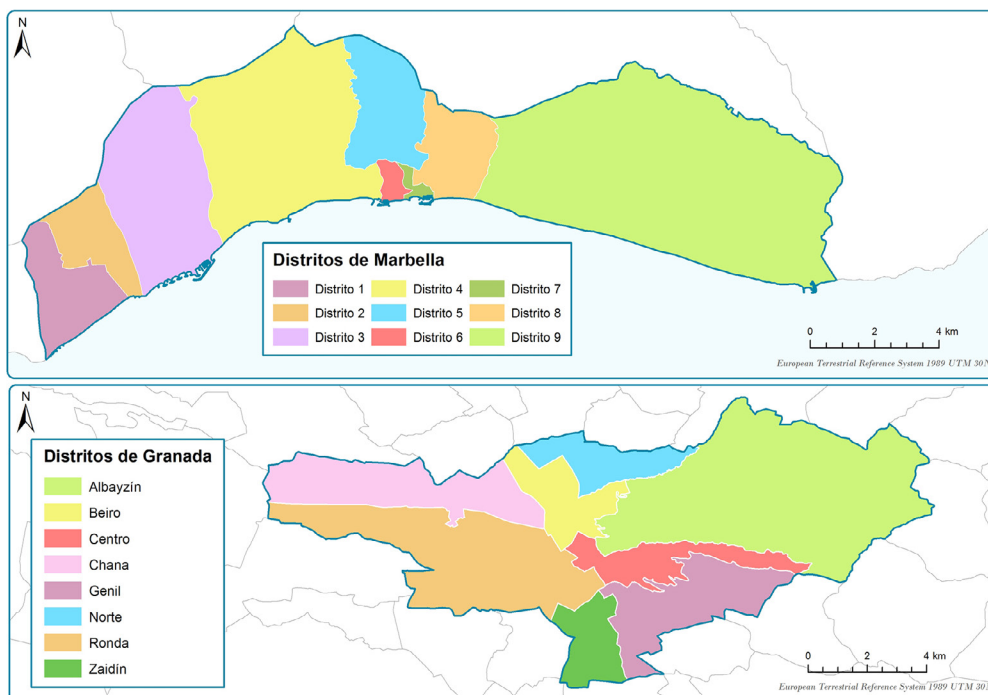 N
Distritos de Marbella
Distrito 1 Distrito 4 Distrito 7
Distrito 2 Distrito 5 Distrito 8
Distrito 3 Distrito 6 Distrito 9
0 2 4 km
European Terrestrial Reference System 1989 UTM 30N
N
Distritos de Granada
Albayzín
Beiro
Centro
Chana
Genil
Norte
Ronda
Zaidín
0 2 4 km
European Terrestrial Reference System 1989 UTM 30N